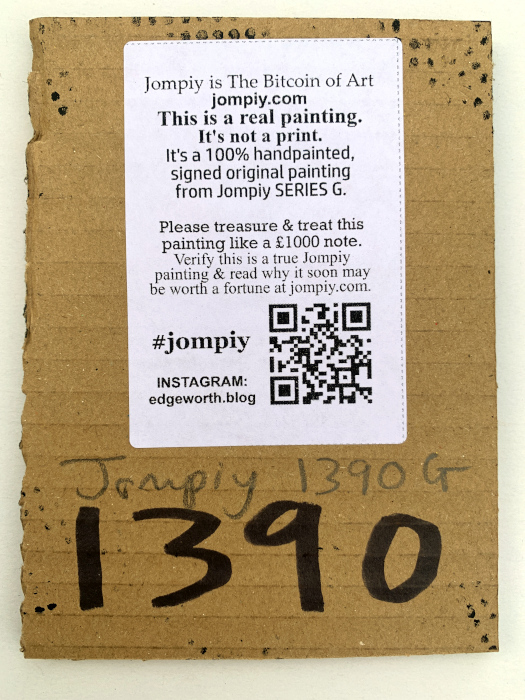 Jompiy is The Bitcoin of Art
jompiy.com
This is a real painting.
It's not a print.
It's a 100% handpainted,
signed original painting
from Jompiy SERIES G.
Please treasure & treat this
painting like a £1000 note.
Verify this is a true Jompiy
painting & read why it soon may
be worth a fortune at jompiy.com.
#jompiy
INSTAGRAM:
edgeworth.blog
Jompiy 1390 G
1390